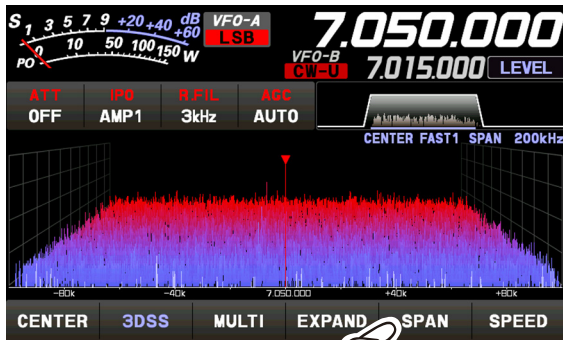 S 1 3 5 7 9 +20 +40 +60 dB
VFO-A
7.050.000
LSB
PO 0 10 50 100 150 W
VFO-B
CW-U
7.015.000
LEVEL
ATT IPO R.FIL AGC
OFF AMP1 3kHz AUTO
CENTER FAST1 SPAN 200kHz
-80k -40k 7.050.000 +40k +80k
CENTER 3DSS MULTI EXPAND SPAN SPEED